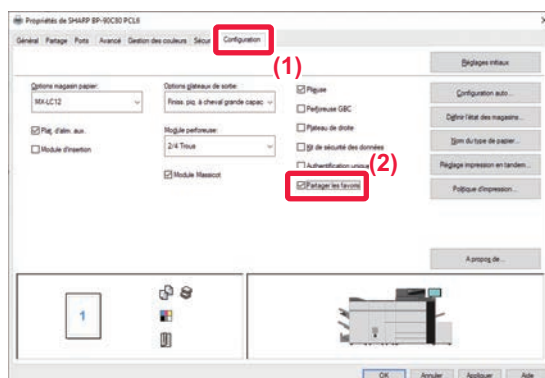 Propriétés de SHARP BP-90C80 PCL6
Général Partage Ports Avancé Gestion des couleurs Sécur Configuration
(1)
Réglages initiaux
Options magasin papier:
MX-LC12
Options plateaux de sortie:
Finiss. piq. à cheval grande capac
Plieuse
Configuration auto...
Perforeuse GBC
Plat. d'alim. aux.
Module perforeuse:
Plateau de droite
Définir l'état des magasins...
Module d'insertion
2/4 Trous
Kit de sécurité des données
Nom du type de papier...
Authentification unique
(2)
Réglage impression en tandem...
Module Massicot
Partager les favoris
Politique d'impression...
A propos de...
1
OK Annuler Appliquer Aide